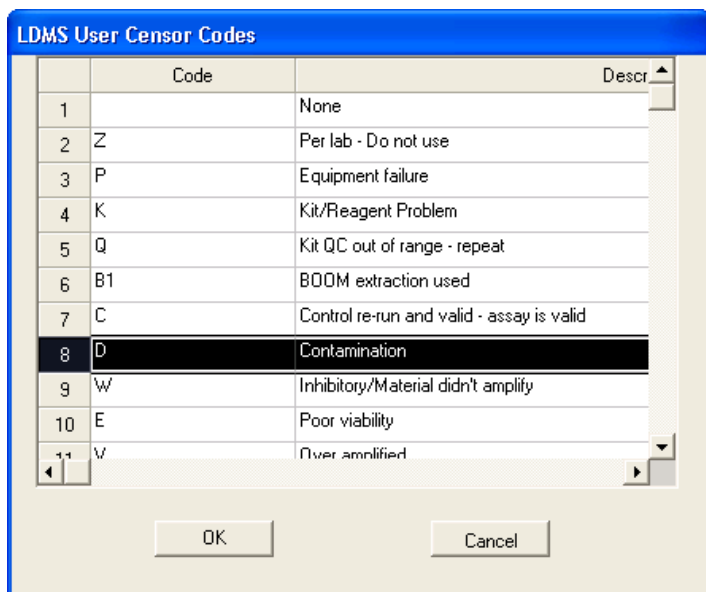 LDMS User Censor Codes
Code Descr
1 None
2 Z Per lab - Do not use
3 P Equipment failure
4 K Kit/Reagent Problem
5 Q Kit QC out of range - repeat
6 B1 BOOM extraction used
7 C Control re-run and valid - assay is valid
8 D Contamination
9 W Inhibitory/Material didn't amplify
10 E Poor viability
11 V Over amplified
OK Cancel